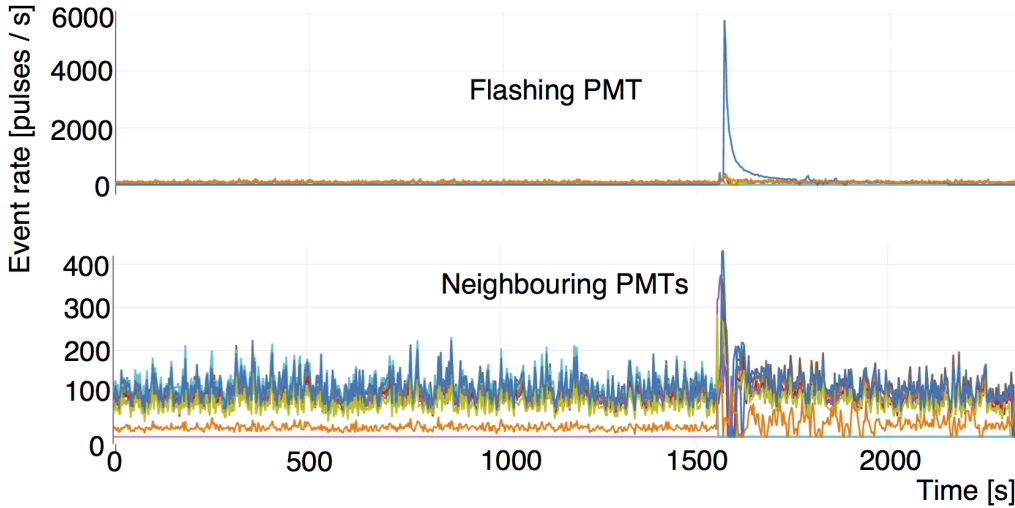 Event rate [pulses / s]
6000
4000
2000
0
Flashing PMT
400
300
200
100
0
Neighbouring PMTs
0 500 1000 1500 2000
Time [s]